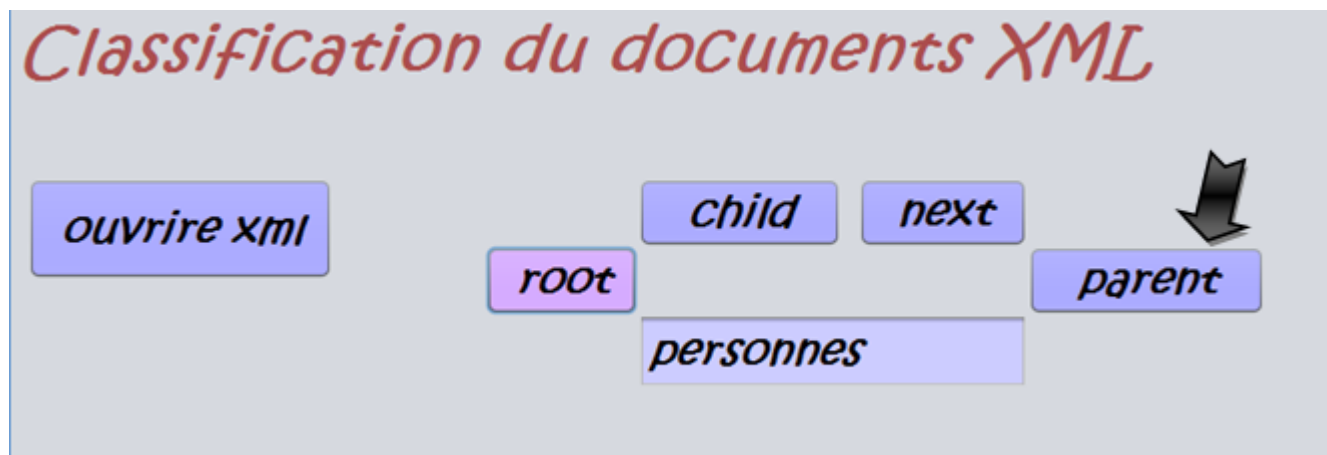 Classification du documents XML
ouvrire xml
child
next
root
parent
personnes